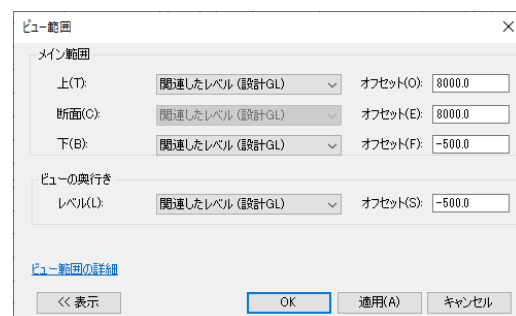 ビュー範囲
メイン範囲
上(T): 関連したレベル (設計GL) オフセット(O): 8000.0
断面(C): 関連したレベル (設計GL) オフセット(E): 8000.0
下(B): 関連したレベル (設計GL) オフセット(F): -500.0
ビューの奥行き
レベル(L): 関連したレベル (設計GL) オフセット(S): -500.0
ビュー範囲の詳細
<< 表示 OK 適用(A) キャンセル